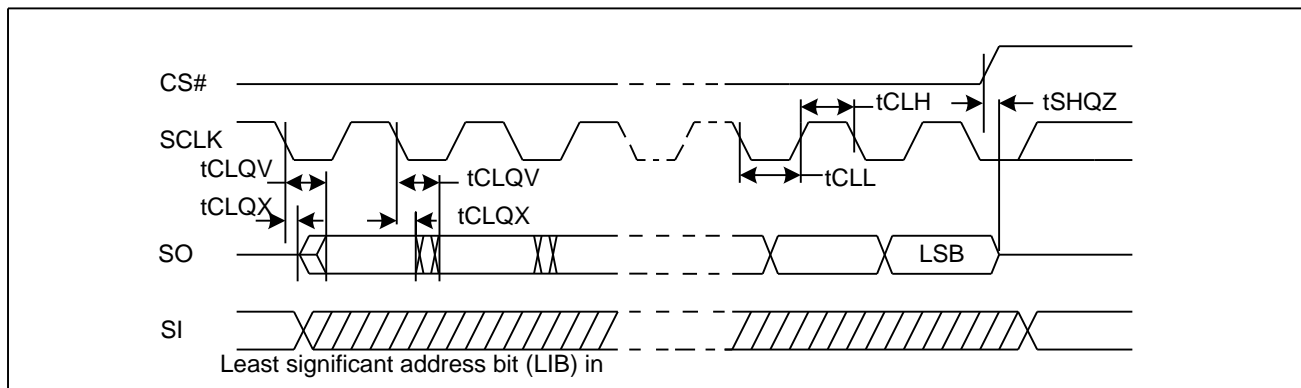 CS#
tCLH
tSHQZ
SCLK
tCLQV
tCLQV
tCLL
tCLQX
tCLQX
SO
LSB
SI
Least significant address bit (LIB) in